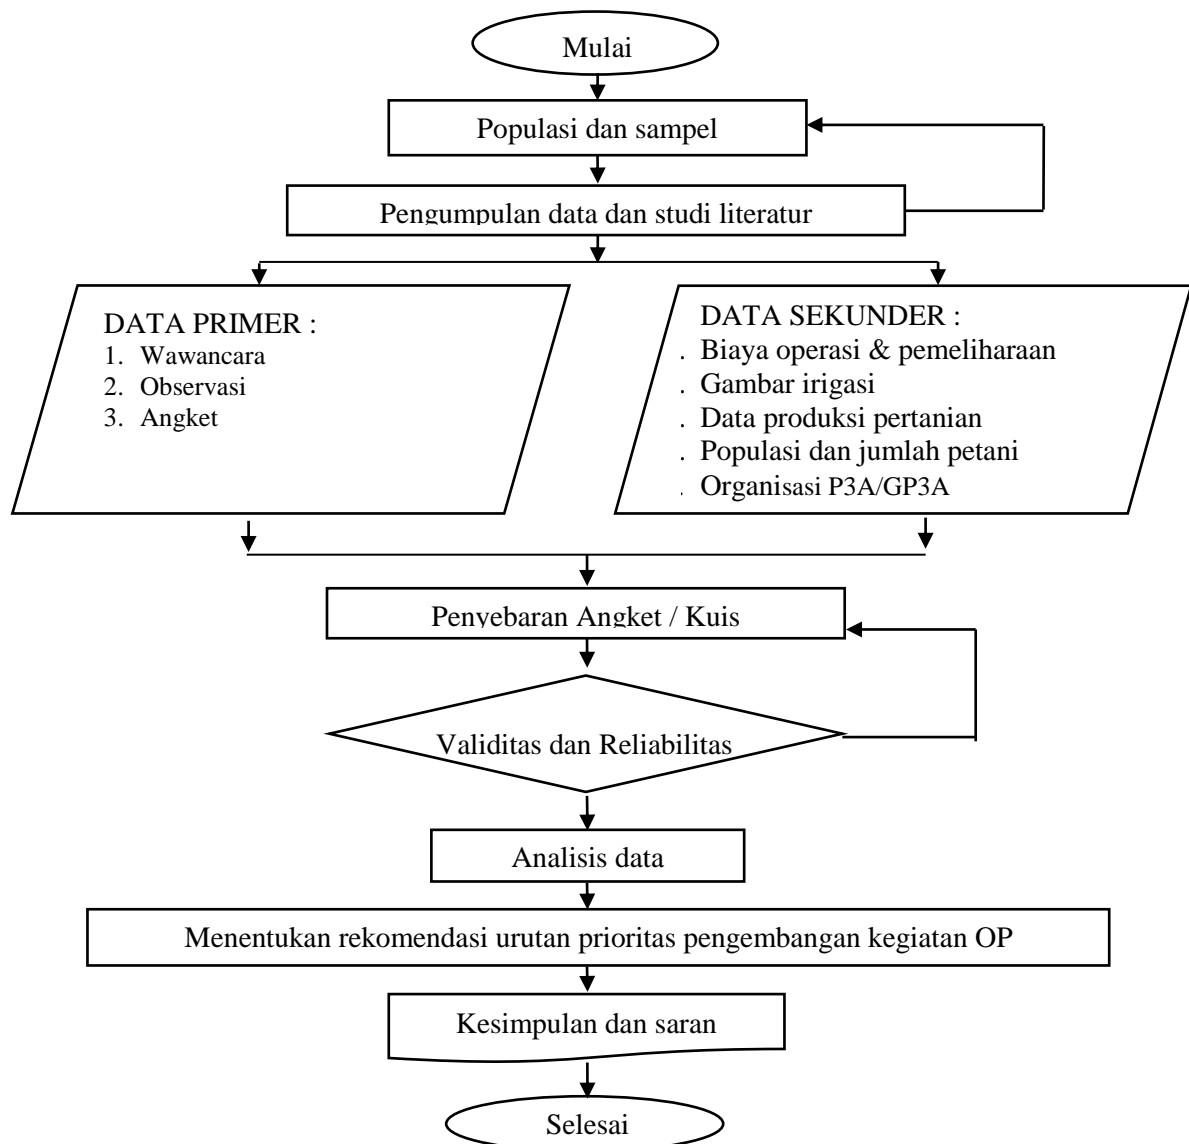 Mulai
Populasi dan sampel
Pengumpulan data dan studi literatur
DATA PRIMER :
1. Wawancara
2. Observasi
3. Angket
DATA SEKUNDER :
. Biaya operasi & pemeliharaan
. Gambar irigasi
. Data produksi pertanian
. Populasi dan jumlah petani
. Organisasi P3A/GP3A
Penyebaran Angket / Kuis
Validitas dan Reliabilitas
Analisis data
Menentukan rekomendasi urutan prioritas pengembangan kegiatan OP
Kesimpulan dan saran
Selesai